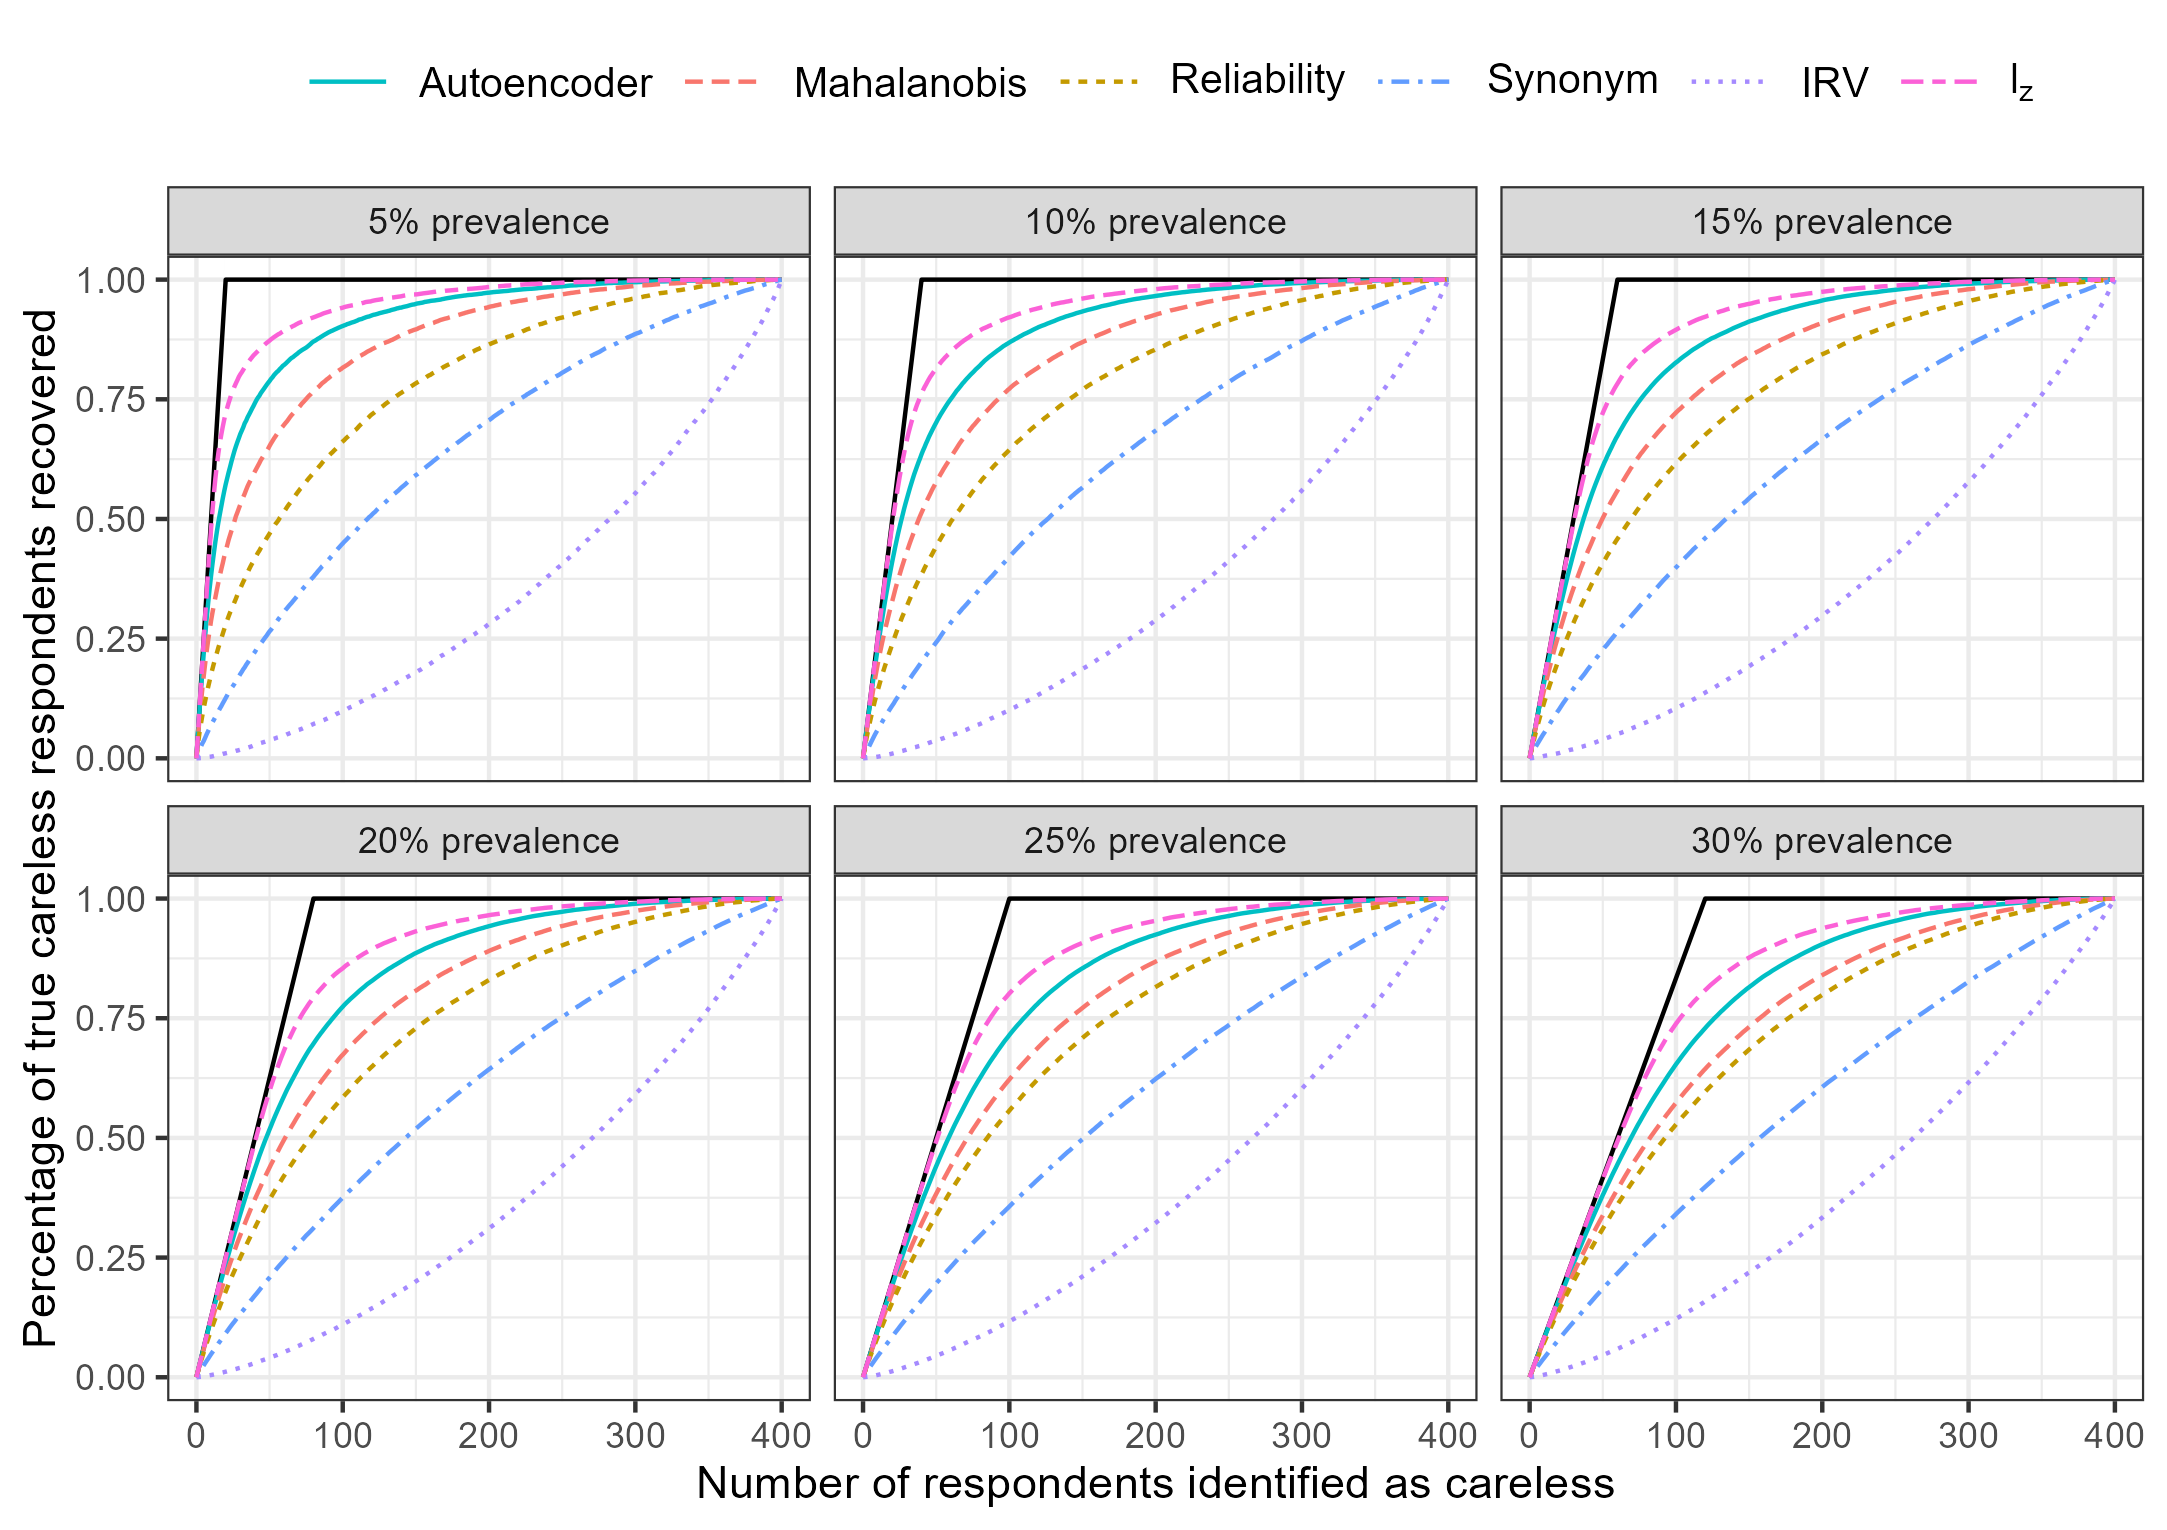 Autoencoder Mahalanobis Reliability Synonym IRV lz
5% prevalence 10% prevalence 15% prevalence
1.00
0.75
0.50
0.25
0.00
20% prevalence 25% prevalence 30% prevalence
1.00
0.75
0.50
0.25
0.00
0 100 200 300 400 0 100 200 300 400 0 100 200 300 400
Number of respondents identified as careless
Percentage of true careless respondents recovered